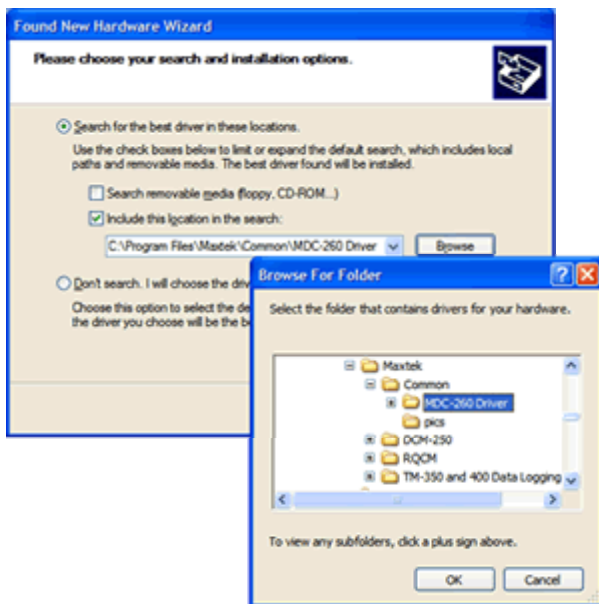 Found New Hardware Wizard
Please choose your search and installation options.
Search for the best driver in these locations.
Use the check boxes below to limit or expand the default search, which includes local
paths and removable media. The best driver found will be installed.
Search removable media (floppy, CD-ROM...)
Include this location in the search:
C:\Program Files\Maxtek\Common\MDC-260 Driver
Browse
Don't search. I will choose the driv
Choose this option to select the de
the driver you choose will be the b
Browse For Folder
Select the folder that contains drivers for your hardware.
Maxtek
Common
MDC-260 Driver
pics
DCM-250
RQCM
TM-350 and 400 Data Logging
To view any subfolders, click a plus sign above.
OK Cancel